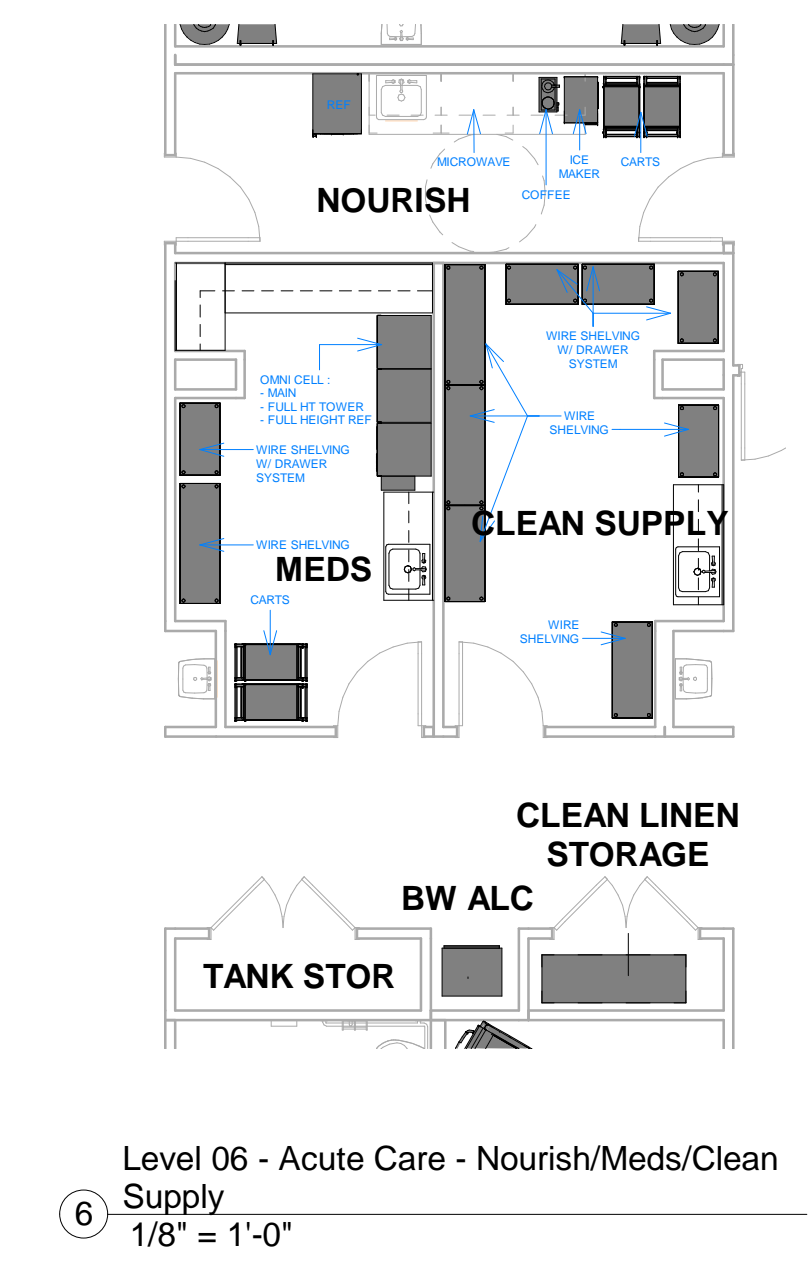 REF
MICROWAVE
COFFEE
ICE
MAKER
CARTS
NOURISH
OMNI CELL :
- MAIN
- FULL HT TOWER
- FULL HEIGHT REF
WIRE SHELVING
W/ DRAWER
SYSTEM
WIRE SHELVING
MEDS
CARTS
WIRE SHELVING
W/ DRAWER
SYSTEM
WIRE
SHELVING
CLEAN SUPPLY
WIRE
SHELVING
CLEAN LINEN
STORAGE
BW ALC
TANK STOR
6
Level 06 - Acute Care - Nourish/Meds/Clean
Supply
1/8" = 1'-0"